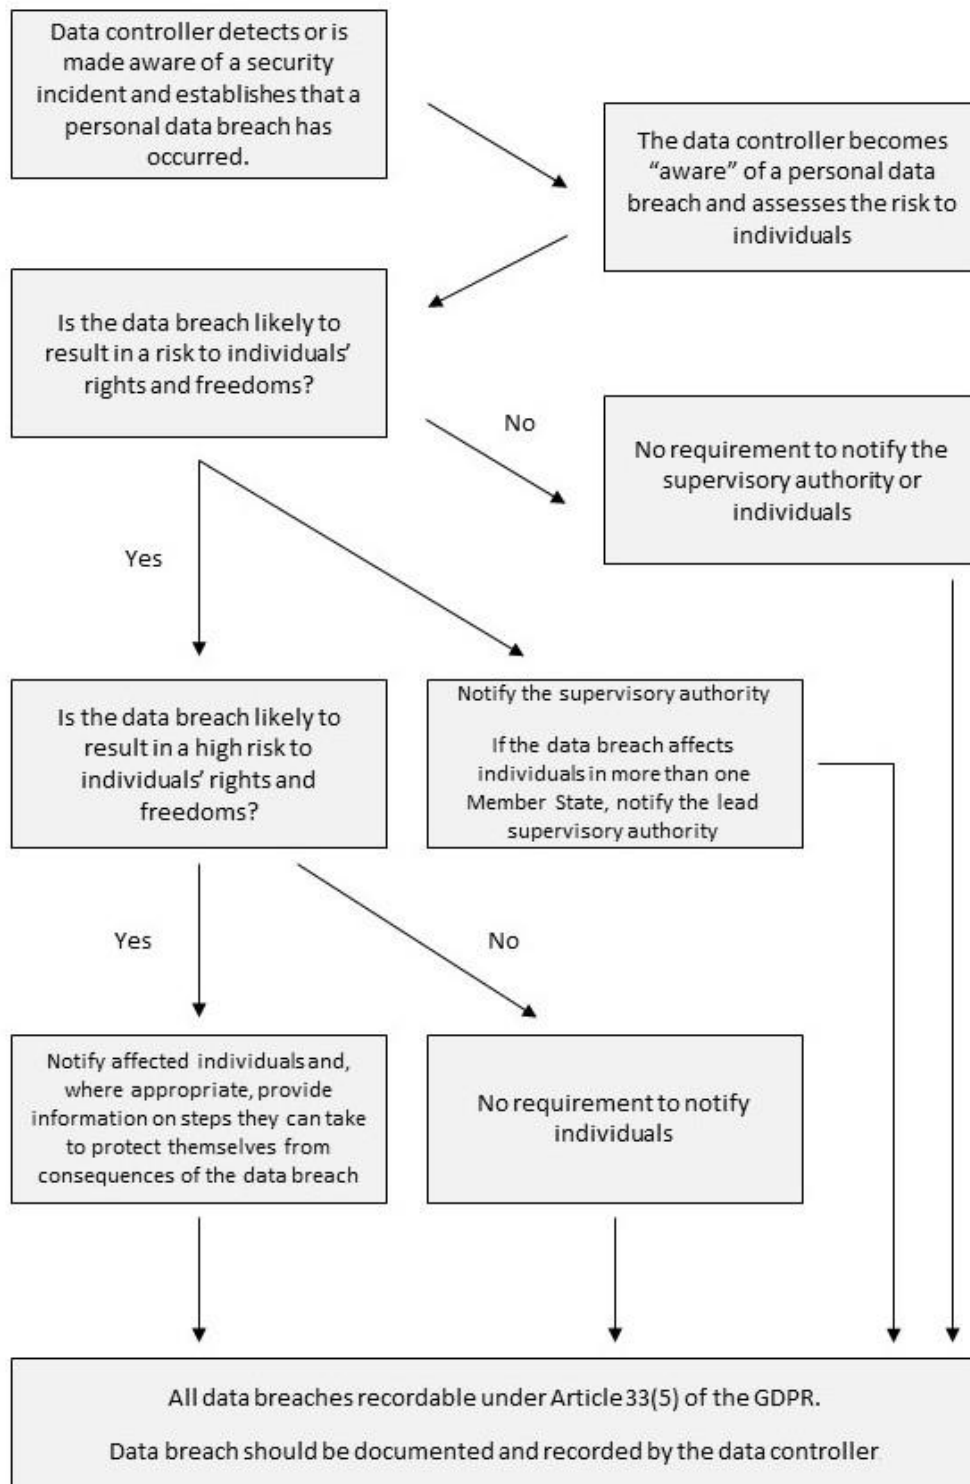 Data controller detects or is
made aware of a security
incident and establishes that a
personal data breach has
occurred.
The data controller becomes
“aware” of a personal data
breach and assesses the risk to
individuals
Is the data breach likely to
result in a risk to individuals’
rights and freedoms?
No
No requirement to notify the
supervisory authority or
individuals
Yes
Is the data breach likely to
result in a high risk to
individuals’ rights and
freedoms?
Notify the supervisory authority
If the data breach affects
individuals in more than one
Member State, notify the lead
supervisory authority
Yes
No
Notify affected individuals and,
where appropriate, provide
information on steps they can take
to protect themselves from
consequences of the data breach
No requirement to notify
individuals
All data breaches recordable under Article 33(5) of the GDPR.
Data breach should be documented and recorded by the data controller